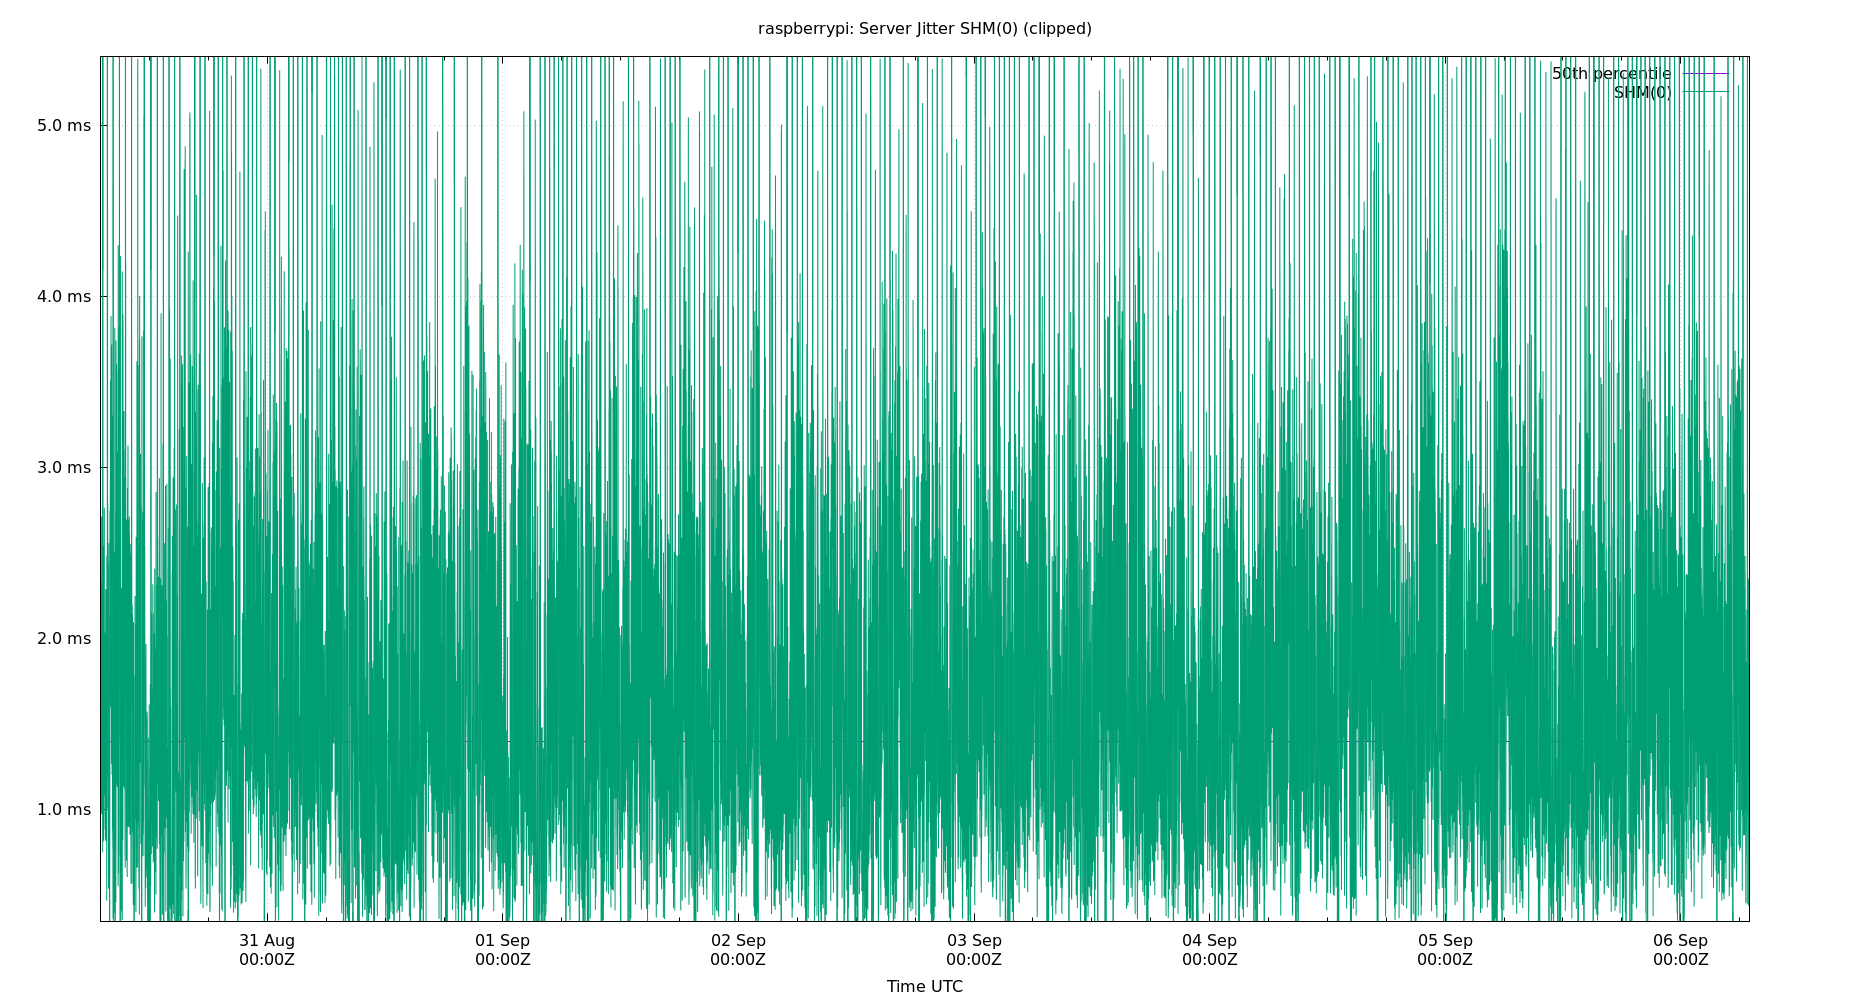 raspberrypi: Server Jitter SHM(0) (clipped)
50th percentile
SHM(0)
5.0 ms
4.0 ms
3.0 ms
2.0 ms
1.0 ms
31 Aug 01 Sep 02 Sep 03 Sep 04 Sep 05 Sep 06 Sep
00:00Z 00:00Z 00:00Z 00:00Z 00:00Z 00:00Z 00:00Z
Time UTC